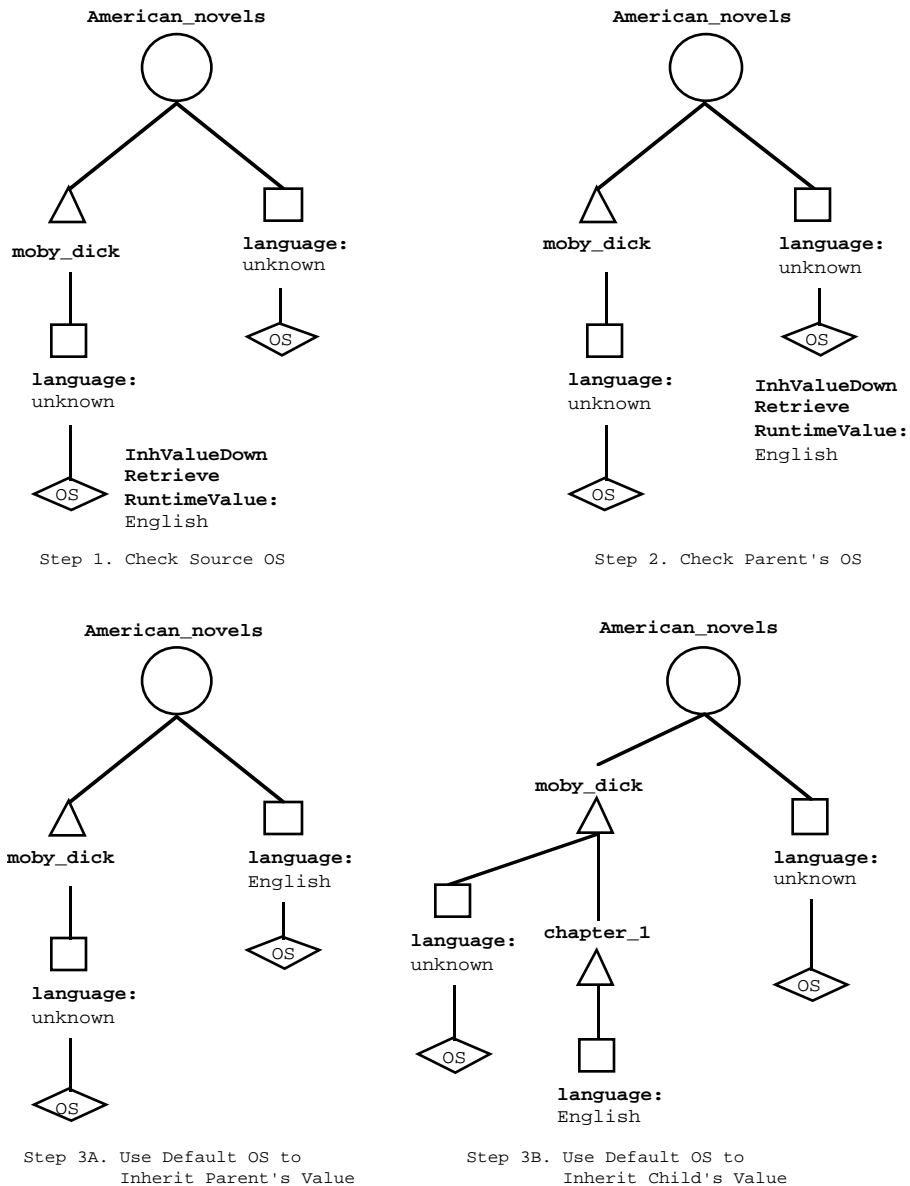 American_novels
moby_dick
language:
unknown
OS
language:
unknown
OS
InhValueDown
Retrieve
RuntimeValue:
English
Step 1. Check Source OS
American_novels
moby_dick
language:
unknown
OS
InhValueDown
Retrieve
RuntimeValue:
English
language:
unknown
OS
Step 2. Check Parent's OS
American_novels
moby_dick
language:
English
OS
language:
unknown
OS
Step 3A. Use Default OS to
Inherit Parent's Value
American_novels
moby_dick
language:
unknown
OS
language:
unknown
OS
chapter_1
language:
English
Step 3B. Use Default OS to
Inherit Child's Value